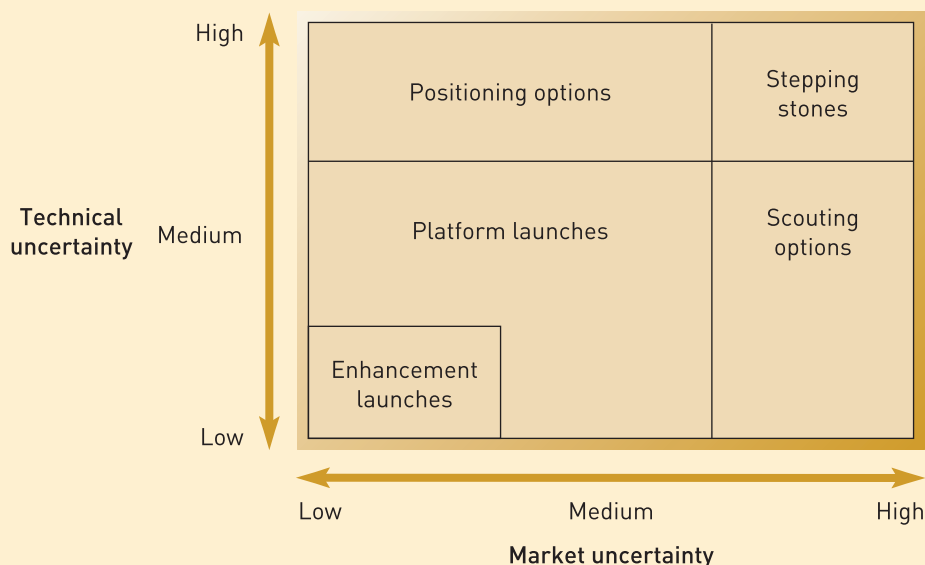 High
Positioning options
Stepping
stones
Technical
uncertainty
Medium
Platform launches
Scouting
options
Enhancement
launches
Low
Low
Medium
High
Market uncertainty